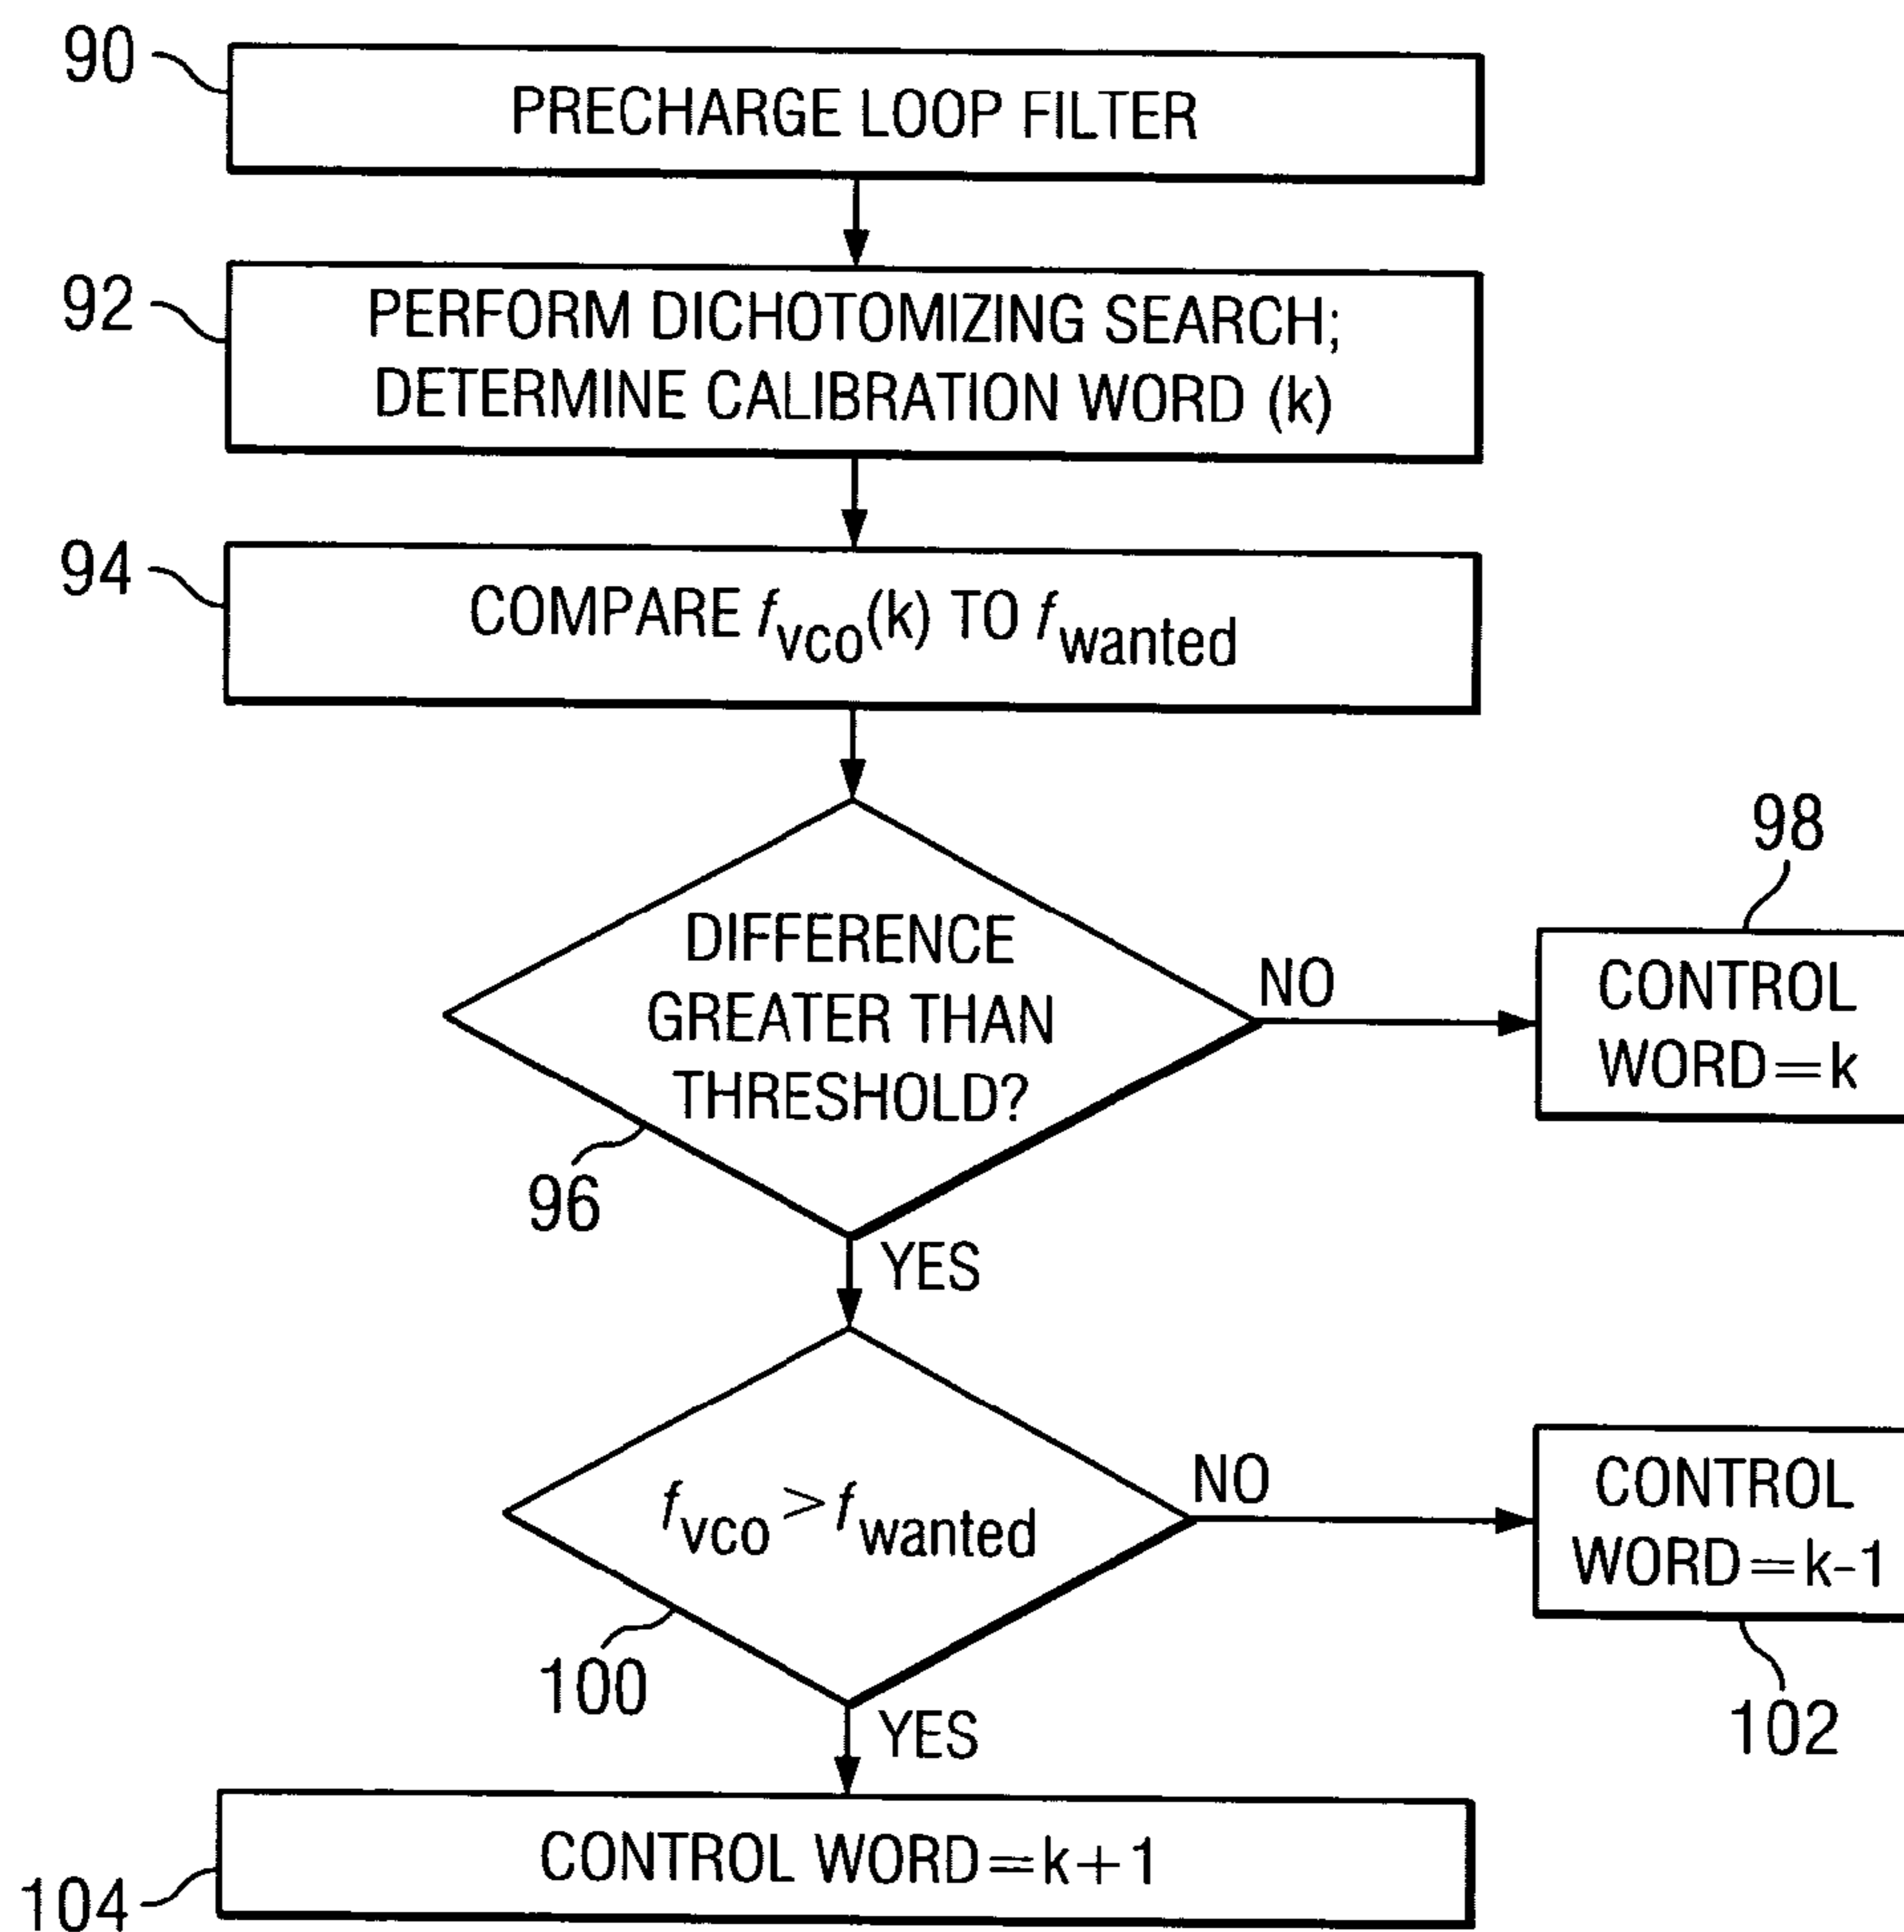 90
PRECHARGE LOOP FILTER
92
PERFORM DICHOTOMIZING SEARCH;
DETERMINE CALIBRATION WORD (k)
94
COMPARE fvco(k) TO fwanted
98
DIFFERENCE
GREATER THAN
THRESHOLD?
NO
CONTROL
WORD=k
96
YES
fvco>fwanted
NO
CONTROL
WORD=k-1
100
102
YES
CONTROL WORD=k+1
104